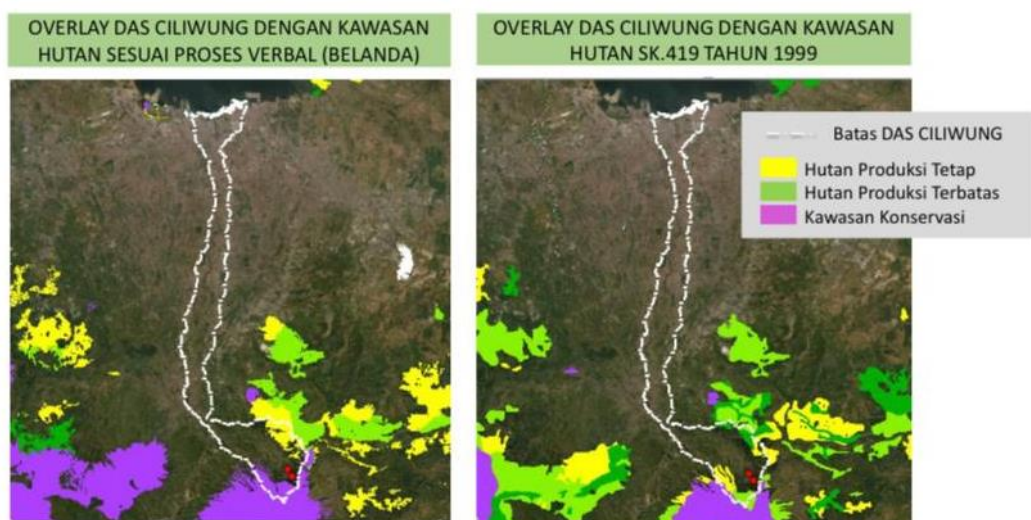 OVERLAY DAS CILIWUNG DENGAN KAWASAN
HUTAN SESUAI PROSES VERBAL (BELANDA)
OVERLAY DAS CILIWUNG DENGAN KAWASAN
HUTAN SK.419 TAHUN 1999
Batas DAS CILIWUNG
Hutan Produksi Tetap
Hutan Produksi Terbatas
Kawasan Konservasi